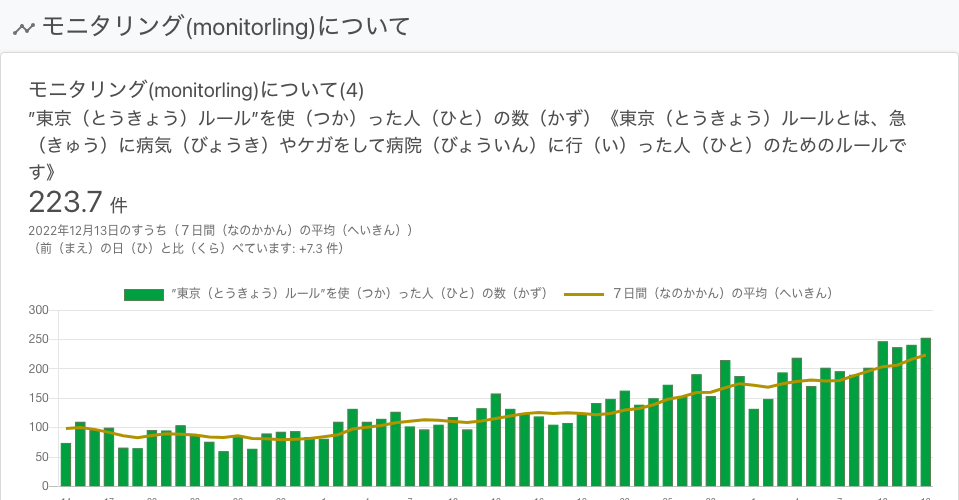 モニタリング(monitorling)について
モニタリング(monitorling)について(4)
”東京（とうきょう）ルール”を使（つか）った人（ひと）の数（かず）《東京（とうきょう）ルールとは、急
（きゅう）に病気（びょうき）やケガをして病院（びょういん）に行（い）った人（ひと）のためのルールで
す》
223.7 件
2022年12月13日のすうち（７日間（なのかかん）の平均（へいきん））
（前（まえ）の日（ひ）と比（くら）べています: +7.3 件）
”東京（とうきょう）ルール”を使（つか）った人（ひと）の数（かず） ７日間（なのかかん）の平均（へいきん）
300
250
200
150
100
50
0